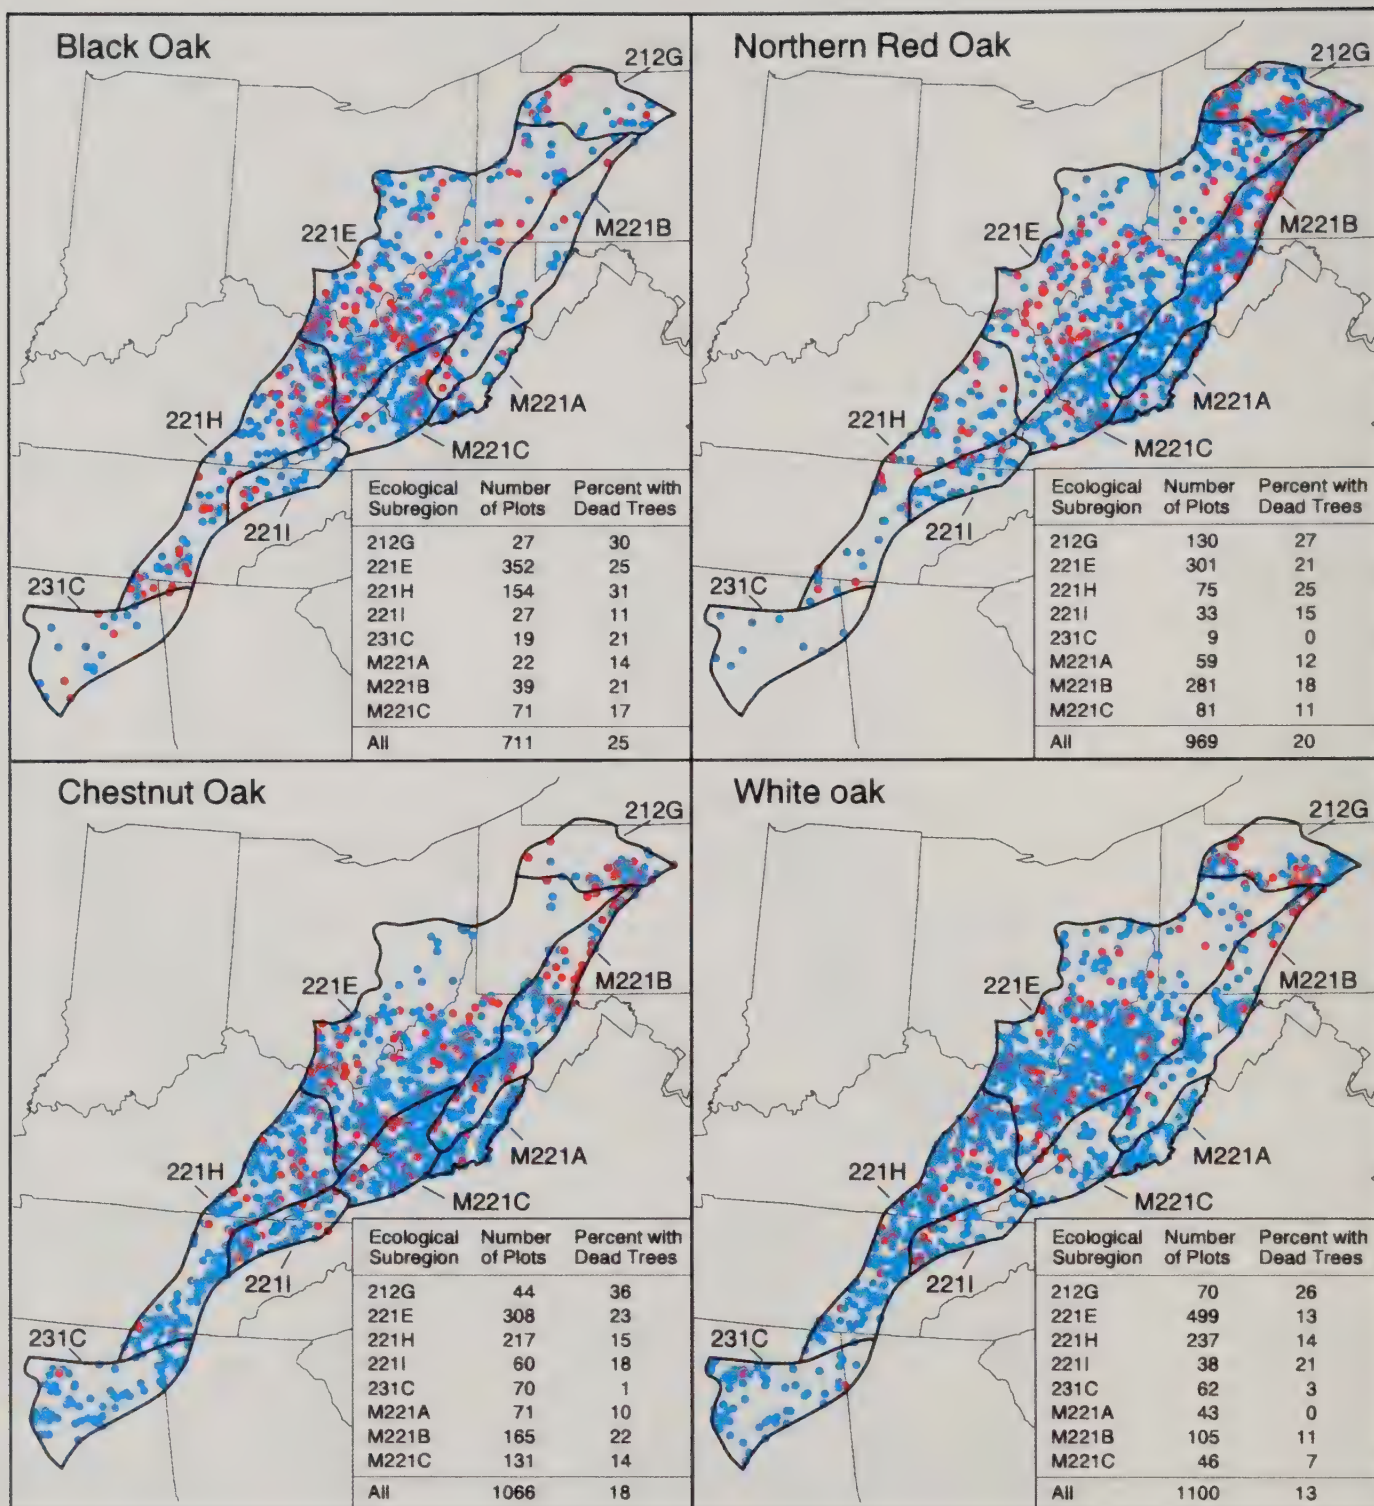 Black Oak
212G
M221B
221E
M221A
221H
M221C
221I
231C
Ecological Number Percent with
Subregion of Plots Dead Trees
212G 27 30
221E 352 25
221H 154 31
221I 27 11
231C 19 21
M221A 22 14
M221B 39 21
M221C 71 17
All 711 25
Northern Red Oak
212G
M221B
221E
M221A
221H
M221C
221I
231C
Ecological Number Percent with
Subregion of Plots Dead Trees
212G 130 27
221E 301 21
221H 75 25
221I 33 15
231C 9 0
M221A 59 12
M221B 281 18
M221C 81 11
All 969 20
Chestnut Oak
212G
M221B
221E
M221A
221H
M221C
221I
231C
Ecological Number Percent with
Subregion of Plots Dead Trees
212G 44 36
221E 308 23
221H 217 15
221I 60 18
231C 70 1
M221A 71 10
M221B 165 22
M221C 131 14
All 1066 18
White oak
212G
M221B
221E
M221A
221H
M221C
221I
231C
Ecological Number Percent with
Subregion of Plots Dead Trees
212G 70 26
221E 499 13
221H 237 14
221I 38 21
231C 62 3
M221A 43 0
M221B 105 11
M221C 46 7
All 1100 13